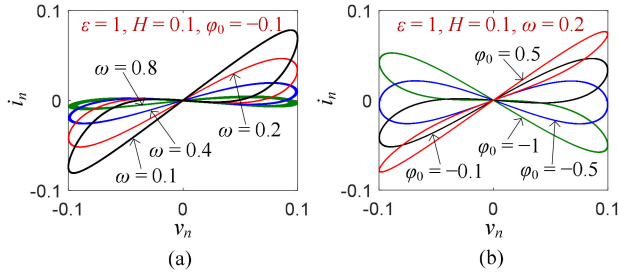 ε = 1, H = 0.1, φ₀ = −0.1
0.1
0
-0.1
iₙ
ω = 0.8
ω = 0.2
ω = 0.4
ω = 0.1
-0.1
0
0.1
vₙ
(a)
ε = 1, H = 0.1, ω = 0.2
0.1
0
-0.1
iₙ
φ₀ = 0.5
φ₀ = −1
φ₀ = −0.1
φ₀ = −0.5
-0.1
0
0.1
vₙ
(b)